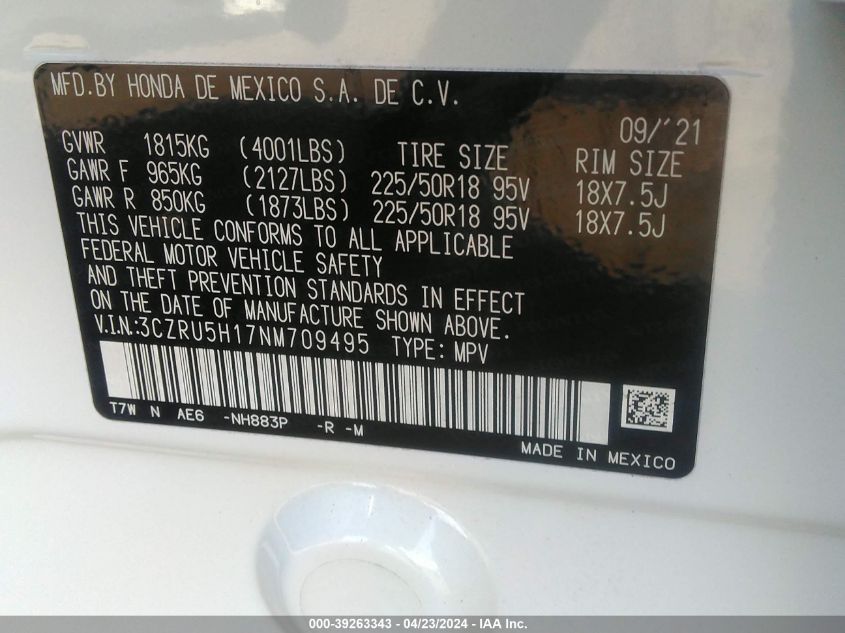 MFD.BY HONDA DE MEXICO S.A. DE C.V.
09/'21
GVWR 1815KG (4001LBS) TIRE SIZE RIM SIZE
GAWR F 965KG (2127LBS) 225/50R18 95V 18X7.5J
GAWR R 850KG (1873LBS) 225/50R18 95V 18X7.5J
THIS VEHICLE CONFORMS TO ALL APPLICABLE
FEDERAL MOTOR VEHICLE SAFETY
AND THEFT PREVENTION STANDARDS IN EFFECT
ON THE DATE OF MANUFACTURE SHOWN ABOVE.
V.I.N.:3CZRU5H17NM709495 TYPE: MPV
T7W N AE6 -NH883P -R -M
MADE IN MEXICO
000-39263343 - 04/23/2024 - IAA Inc.